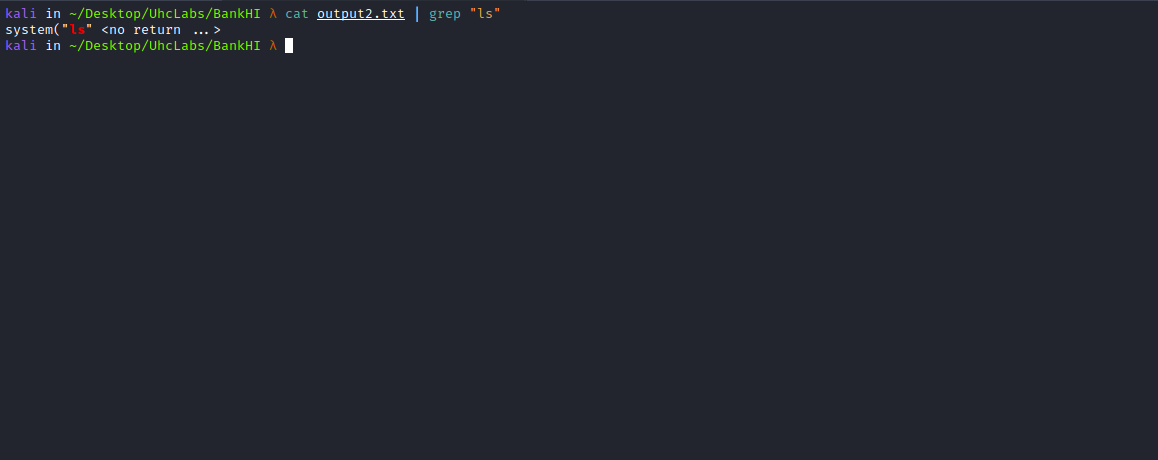 kali in ~/Desktop/UhcLabs/BankHI λ cat output2.txt | grep "ls"
system("ls" <no return ...>
kali in ~/Desktop/UhcLabs/BankHI λ